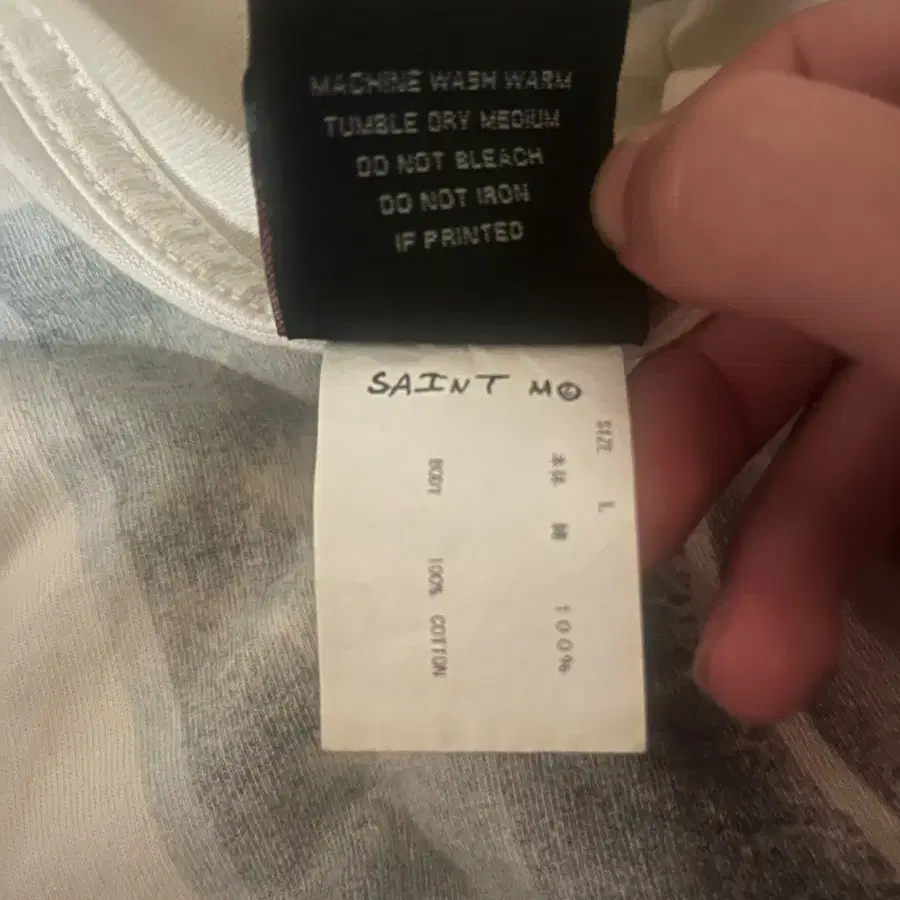 MACHINE WASH WARM
TUMBLE DRY MEDIUM
DO NOT BLEACH
DO NOT IRON
IF PRINTED
SAINT M©
SIZE L
本体 綿 100%
BODY 100% COTTON